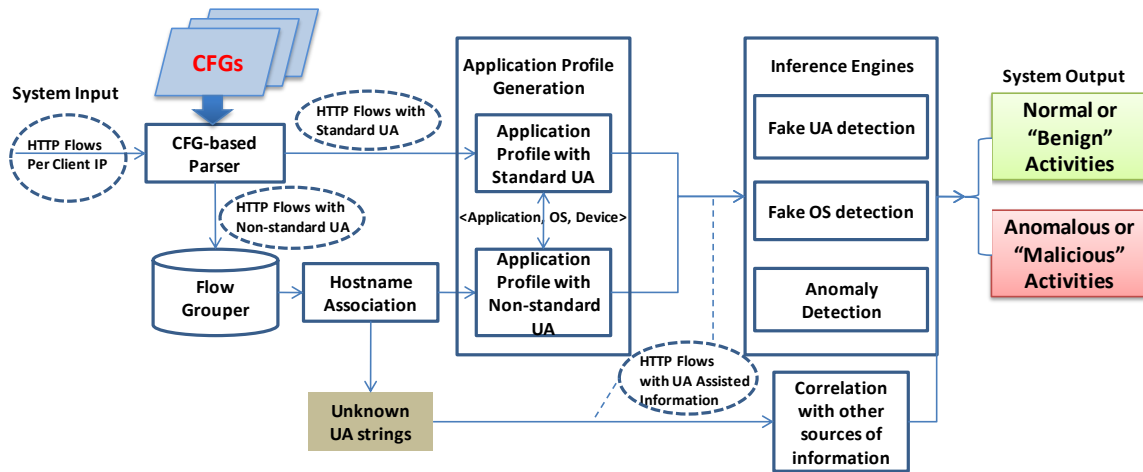 CFGs
System Input
HTTP Flows
Per Client IP
CFG-based
Parser
HTTP Flows with
Standard UA
HTTP Flows with
Non-standard UA
Flow
Grouper
Hostname
Association
Unknown
UA strings
Application Profile
Generation
Application
Profile with
Standard UA
<Application, OS, Device>
Application
Profile with
Non-standard
UA
HTTP Flows
with UA Assisted
Information
Inference Engines
Fake UA detection
Fake OS detection
Anomaly
Detection
Correlation
with other
sources of
information
System Output
Normal or
“Benign”
Activities
Anomalous or
“Malicious”
Activities